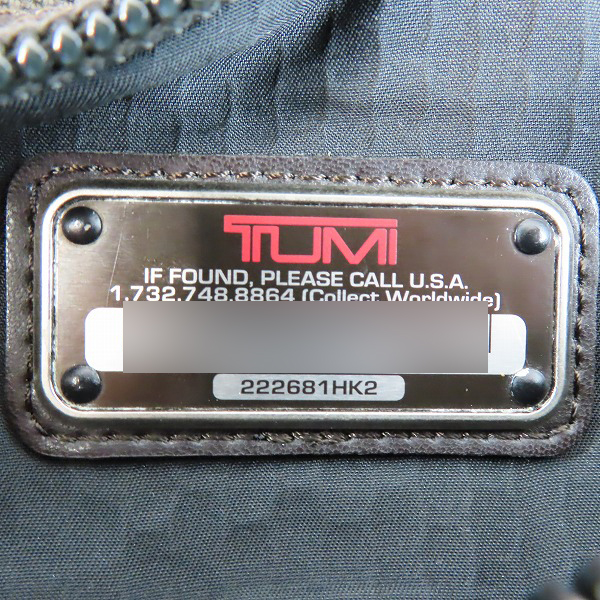 TUMI
IF FOUND, PLEASE CALL U.S.A.
1.732.748.8864 (Collect Worldwide)
222681HK2